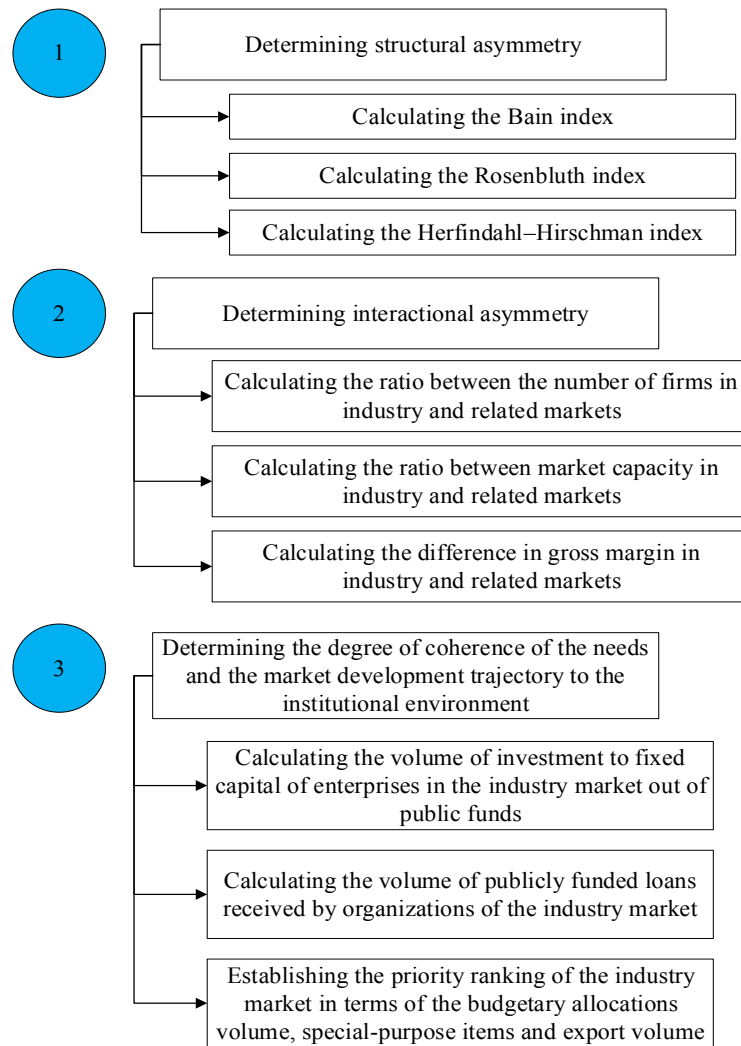 1
Determining structural asymmetry
Calculating the Bain index
Calculating the Rosenbluth index
Calculating the Herfindahl–Hirschman index
2
Determining interactional asymmetry
Calculating the ratio between the number of firms in
industry and related markets
Calculating the ratio between market capacity in
industry and related markets
Calculating the difference in gross margin in
industry and related markets
3
Determining the degree of coherence of the needs
and the market development trajectory to the
institutional environment
Calculating the volume of investment to fixed
capital of enterprises in the industry market out of
public funds
Calculating the volume of publicly funded loans
received by organizations of the industry market
Establishing the priority ranking of the industry
market in terms of the budgetary allocations
volume, special-purpose items and export volume